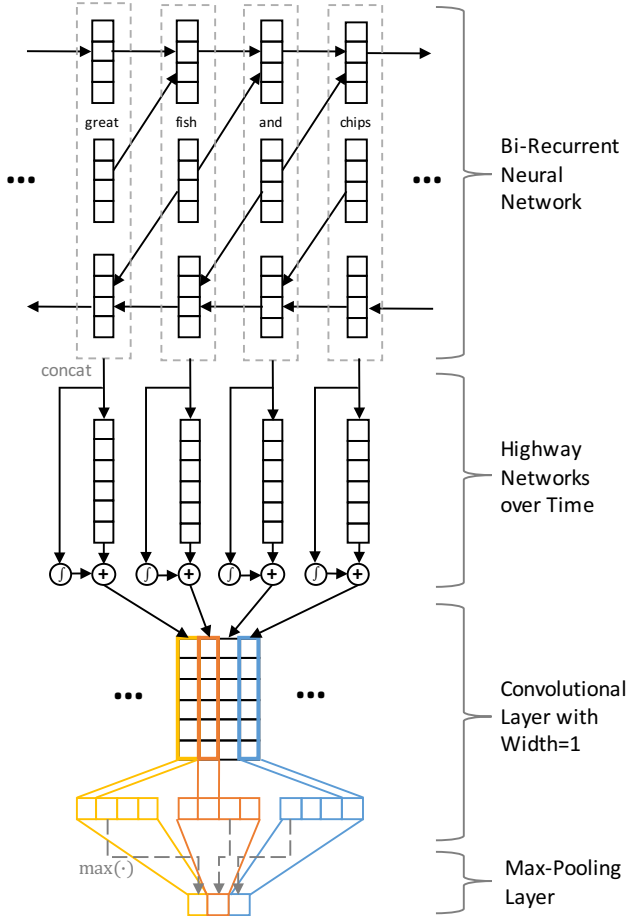 great fish and chips
Bi-Recurrent
Neural
Network
... ...
concat
Highway
Networks
over Time
∫ + ∫ + ∫ + ∫ +
... ...
Convolutional
Layer with
Width=1
max(·)
Max-Pooling
Layer